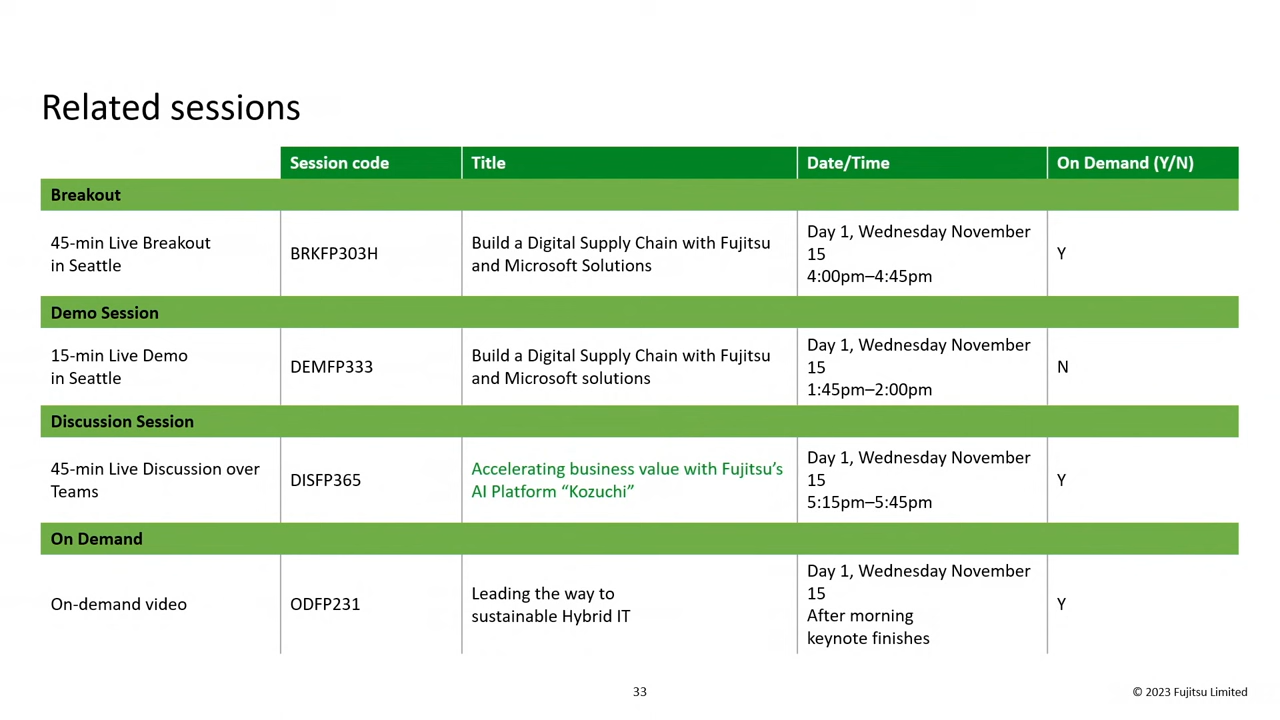 Related sessions
Session code
Title
Date/Time
On Demand (Y/N)
Breakout
45-min Live Breakout
in Seattle
BRKFP303H
Build a Digital Supply Chain with Fujitsu
and Microsoft Solutions
Day 1, Wednesday November
15
4:00pm–4:45pm
Y
Demo Session
15-min Live Demo
in Seattle
DEMFP333
Build a Digital Supply Chain with Fujitsu
and Microsoft solutions
Day 1, Wednesday November
15
1:45pm–2:00pm
N
Discussion Session
45-min Live Discussion over
Teams
DISFP365
Accelerating business value with Fujitsu’s
AI Platform “Kozuchi”
Day 1, Wednesday November
15
5:15pm–5:45pm
Y
On Demand
On-demand video
ODFP231
Leading the way to
sustainable Hybrid IT
Day 1, Wednesday November
15
After morning
keynote finishes
Y
33
© 2023 Fujitsu Limited